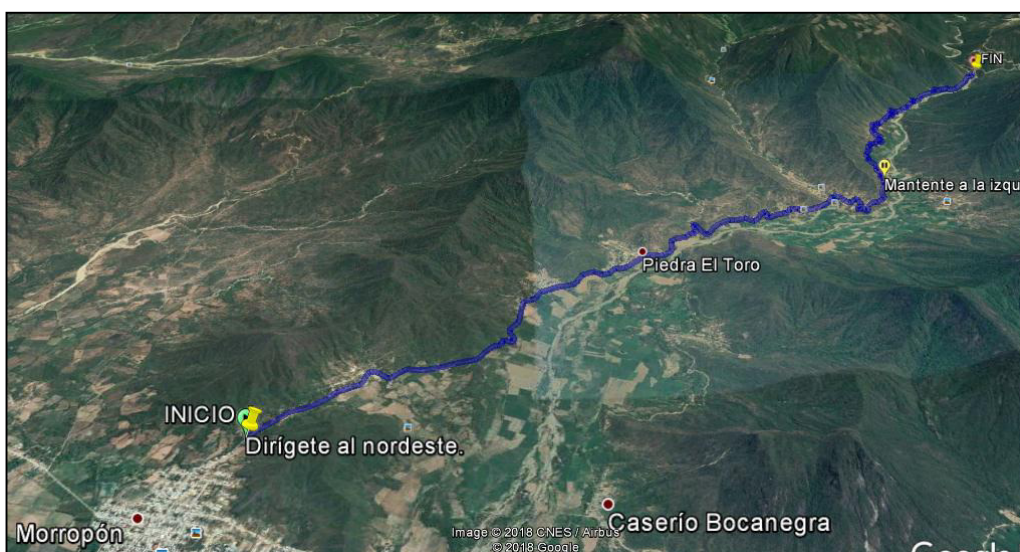 FIN
Mantente a la izqu
Piedra El Toro
INICIO
Dirígete al nordeste.
Morropón
Caserío Bocanegra
Image © 2018 CNES / Airbus
© 2018 Google